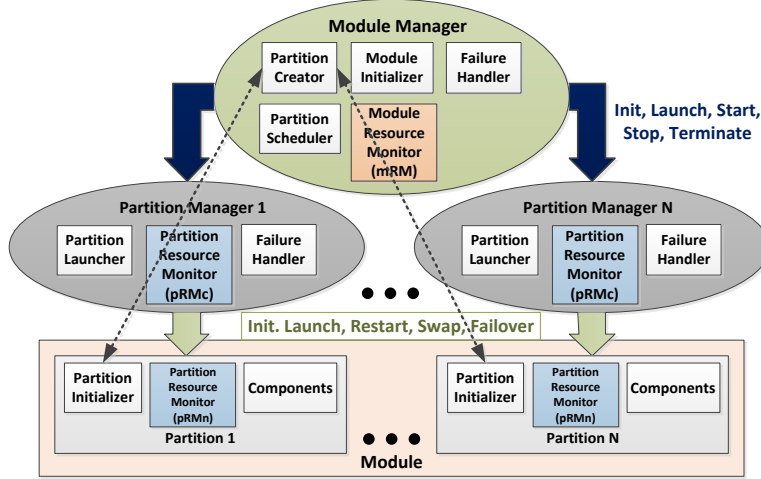 Module Manager
Partition
Creator
Module
Initializer
Failure
Handler
Partition
Scheduler
Module
Resource
Monitor
(mRM)
Init, Launch, Start,
Stop, Terminate
Partition Manager 1
Partition
Launcher
Partition
Resource
Monitor
(pRMc)
Failure
Handler
Partition Manager N
Partition
Launcher
Partition
Resource
Monitor
(pRMc)
Failure
Handler
Init. Launch, Restart, Swap, Failover
Partition
Initializer
Partition
Resource
Monitor
(pRMn)
Components
Partition 1
Partition
Initializer
Partition
Resource
Monitor
(pRMn)
Components
Partition N
Module